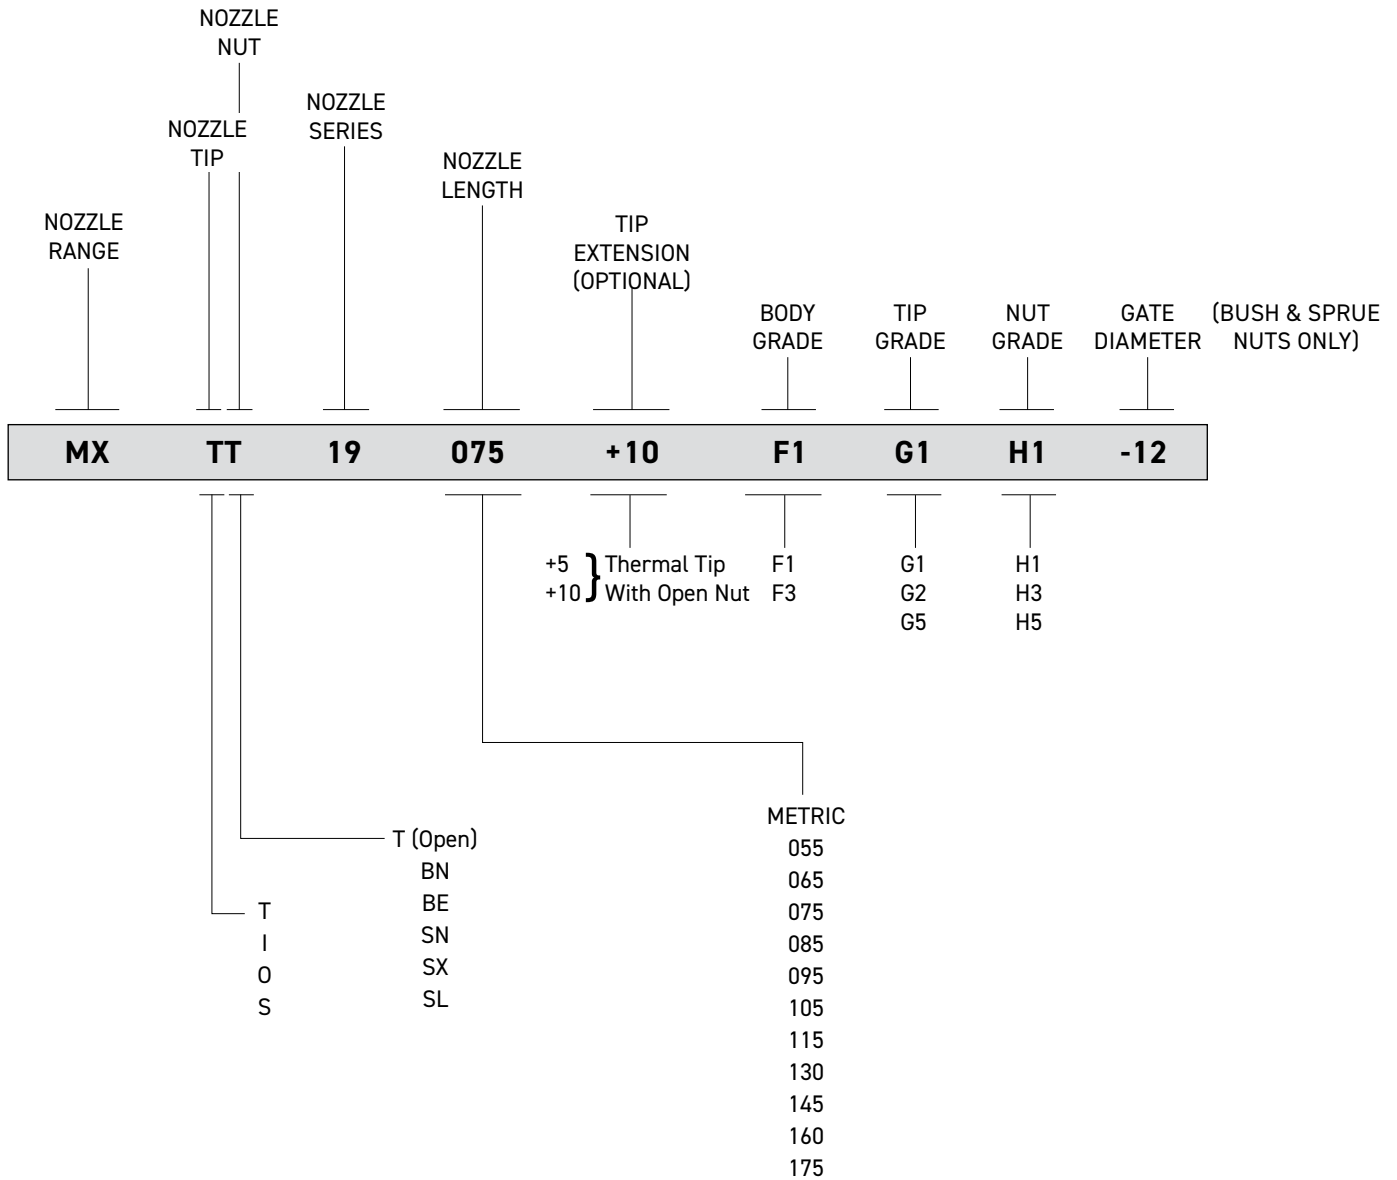 NOZZLE
NUT
NOZZLE
TIP
NOZZLE
SERIES
NOZZLE
LENGTH
NOZZLE
RANGE
TIP
EXTENSION
(OPTIONAL)
BODY
GRADE
TIP
GRADE
NUT
GRADE
GATE
DIAMETER
(BUSH & SPRUE
NUTS ONLY)
MX TT 19 075 +10 F1 G1 H1 -12
+5 } Thermal Tip
+10 With Open Nut
F1
F3
G1
G2
G5
H1
H3
H5
T (Open)
BN
BE
SN
SX
SL
T
I
O
S
METRIC
055
065
075
085
095
105
115
130
145
160
175